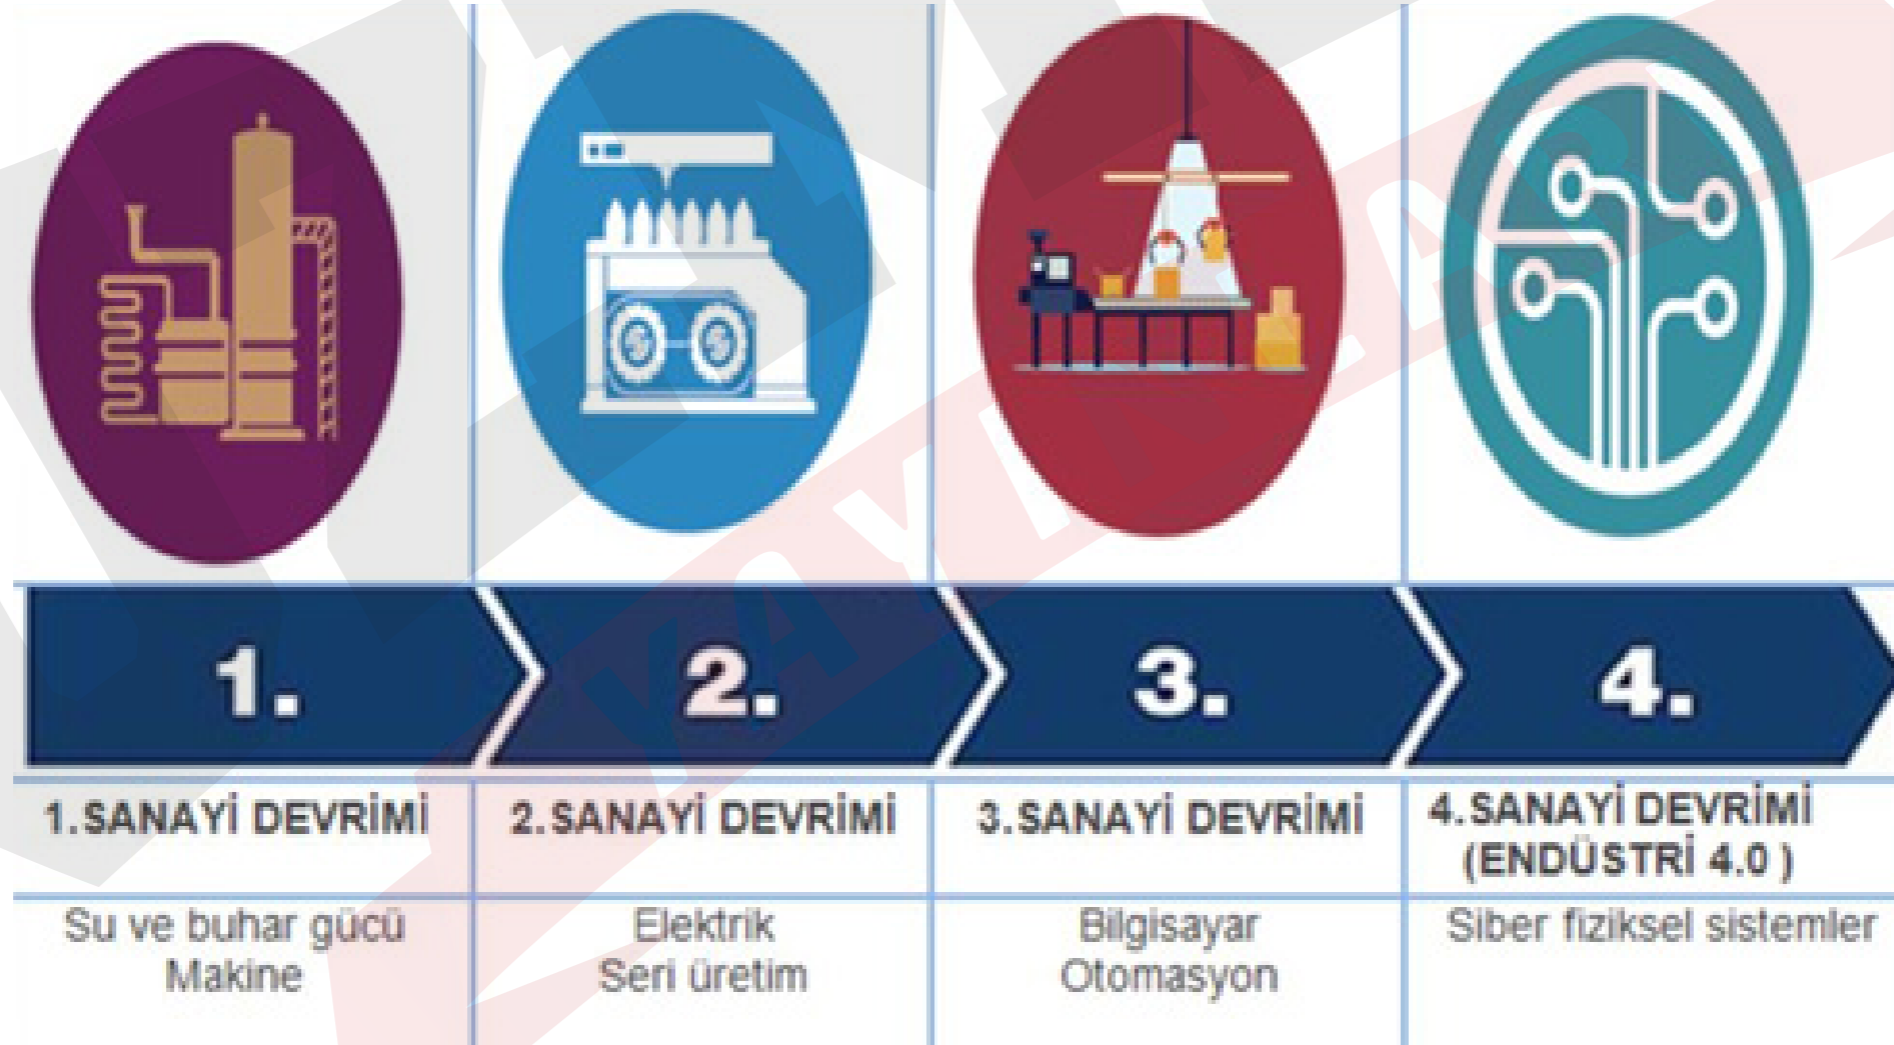 1.
2.
3.
4.
1.SANAYİ DEVRİMİ
2.SANAYİ DEVRİMİ
3.SANAYİ DEVRİMİ
4.SANAYİ DEVRİMİ
(ENDÜSTRİ 4.0 )
Su ve buhar gücü
Makine
Elektrik
Seri üretim
Bilgisayar
Otomasyon
Siber fiziksel sistemler